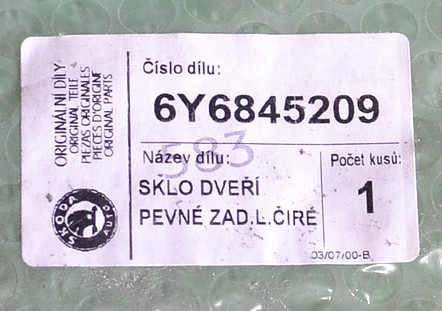 ORIGINÁLNÍ DÍLY
ORIGINAL TEILE
PIEZAS ORIGINALES
PIÈCES D'ORIGINE
ORIGINAL PARTS
ŠKODA
AUTO
Číslo dílu:
6Y6845209
583
Název dílu:
SKLO DVEŘÍ
PEVNÉ ZAD.L.ČIRÉ
Počet kusů:
1
03/07/00-B